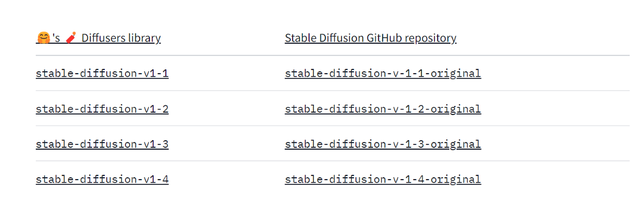 🤗's 🧨 Diffusers library Stable Diffusion GitHub repository
stable-diffusion-v1-1 stable-diffusion-v-1-1-original
stable-diffusion-v1-2 stable-diffusion-v-1-2-original
stable-diffusion-v1-3 stable-diffusion-v-1-3-original
stable-diffusion-v1-4 stable-diffusion-v-1-4-original